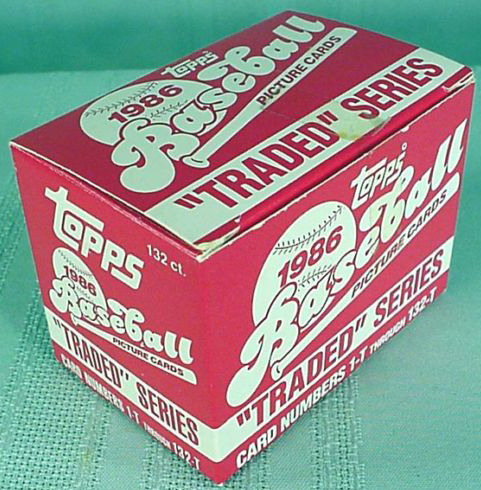 topps
1986
Baseball
PICTURE CARDS
"TRADED" SERIES
topps
132 ct.
1986
Baseball
PICTURE CARDS
"TRADED" SERIES
CARD NUMBERS 1-T THROUGH 132-T
topps
1986
Baseball
PICTURE CARDS
"TRADED" SERIES
CARD NUMBERS 1-T THROUGH 132-T